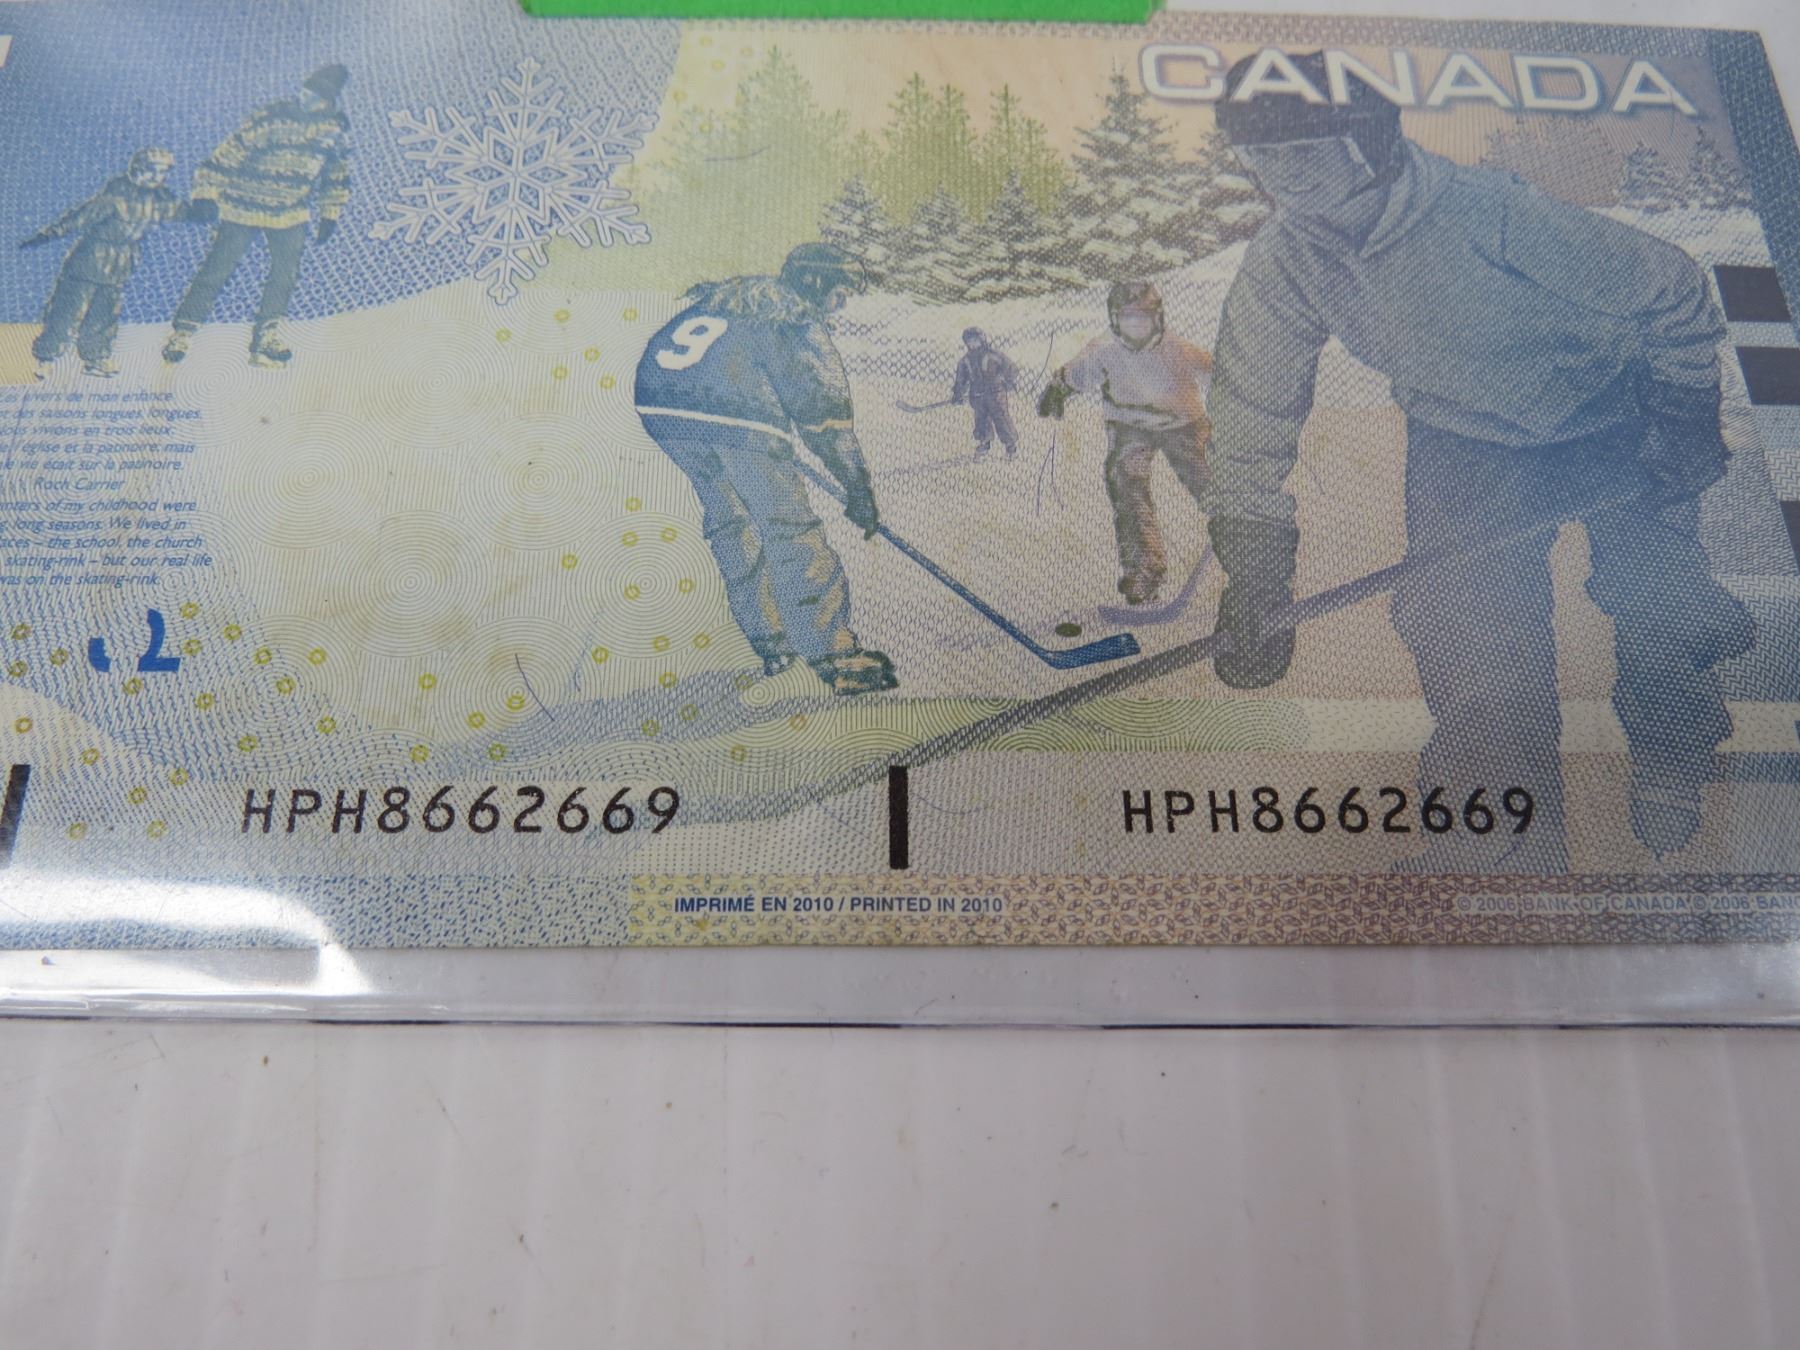 CANADA
9
Les hivers de mon enfance
des saisons longues, longues.
Nous vivions en trois lieux:
l'église et la patinoire; mais
vie était sur la patinoire.
Roch Carrier
of my childhood were
long seasons. We lived in
– the school, the church
skating-rink – but our real life
was on the skating-rink.
HPH8662669
HPH8662669
IMPRIMÉ EN 2010 / PRINTED IN 2010
© 2006 BANK OF CANADA © 2006